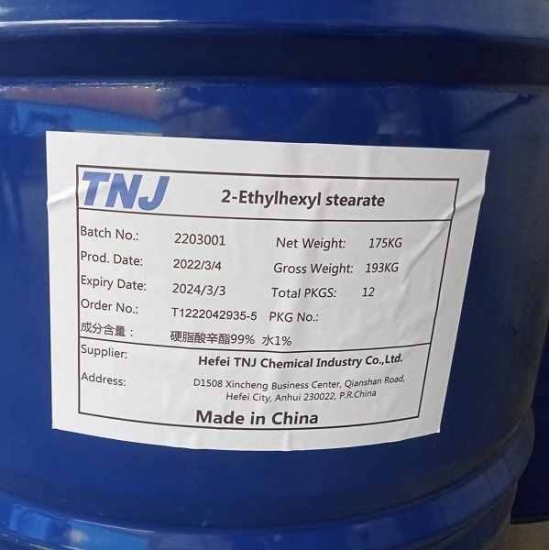 TNJ 2-Ethylhexyl stearate
Batch No.: 2203001 Net Weight: 175KG
Prod. Date: 2022/3/4 Gross Weight: 193KG
Expiry Date: 2024/3/3 Total PKGS: 12
Order No.: T1222042935-5 PKG No.:
成分含量： 硬脂酸辛酯99% 水1%
Supplier: Hefei TNJ Chemical Industry Co.,Ltd.
Address: D1508 Xincheng Business Center, Qianshan Road,
Hefei City, Anhui 230022, P.R.China
Made in China